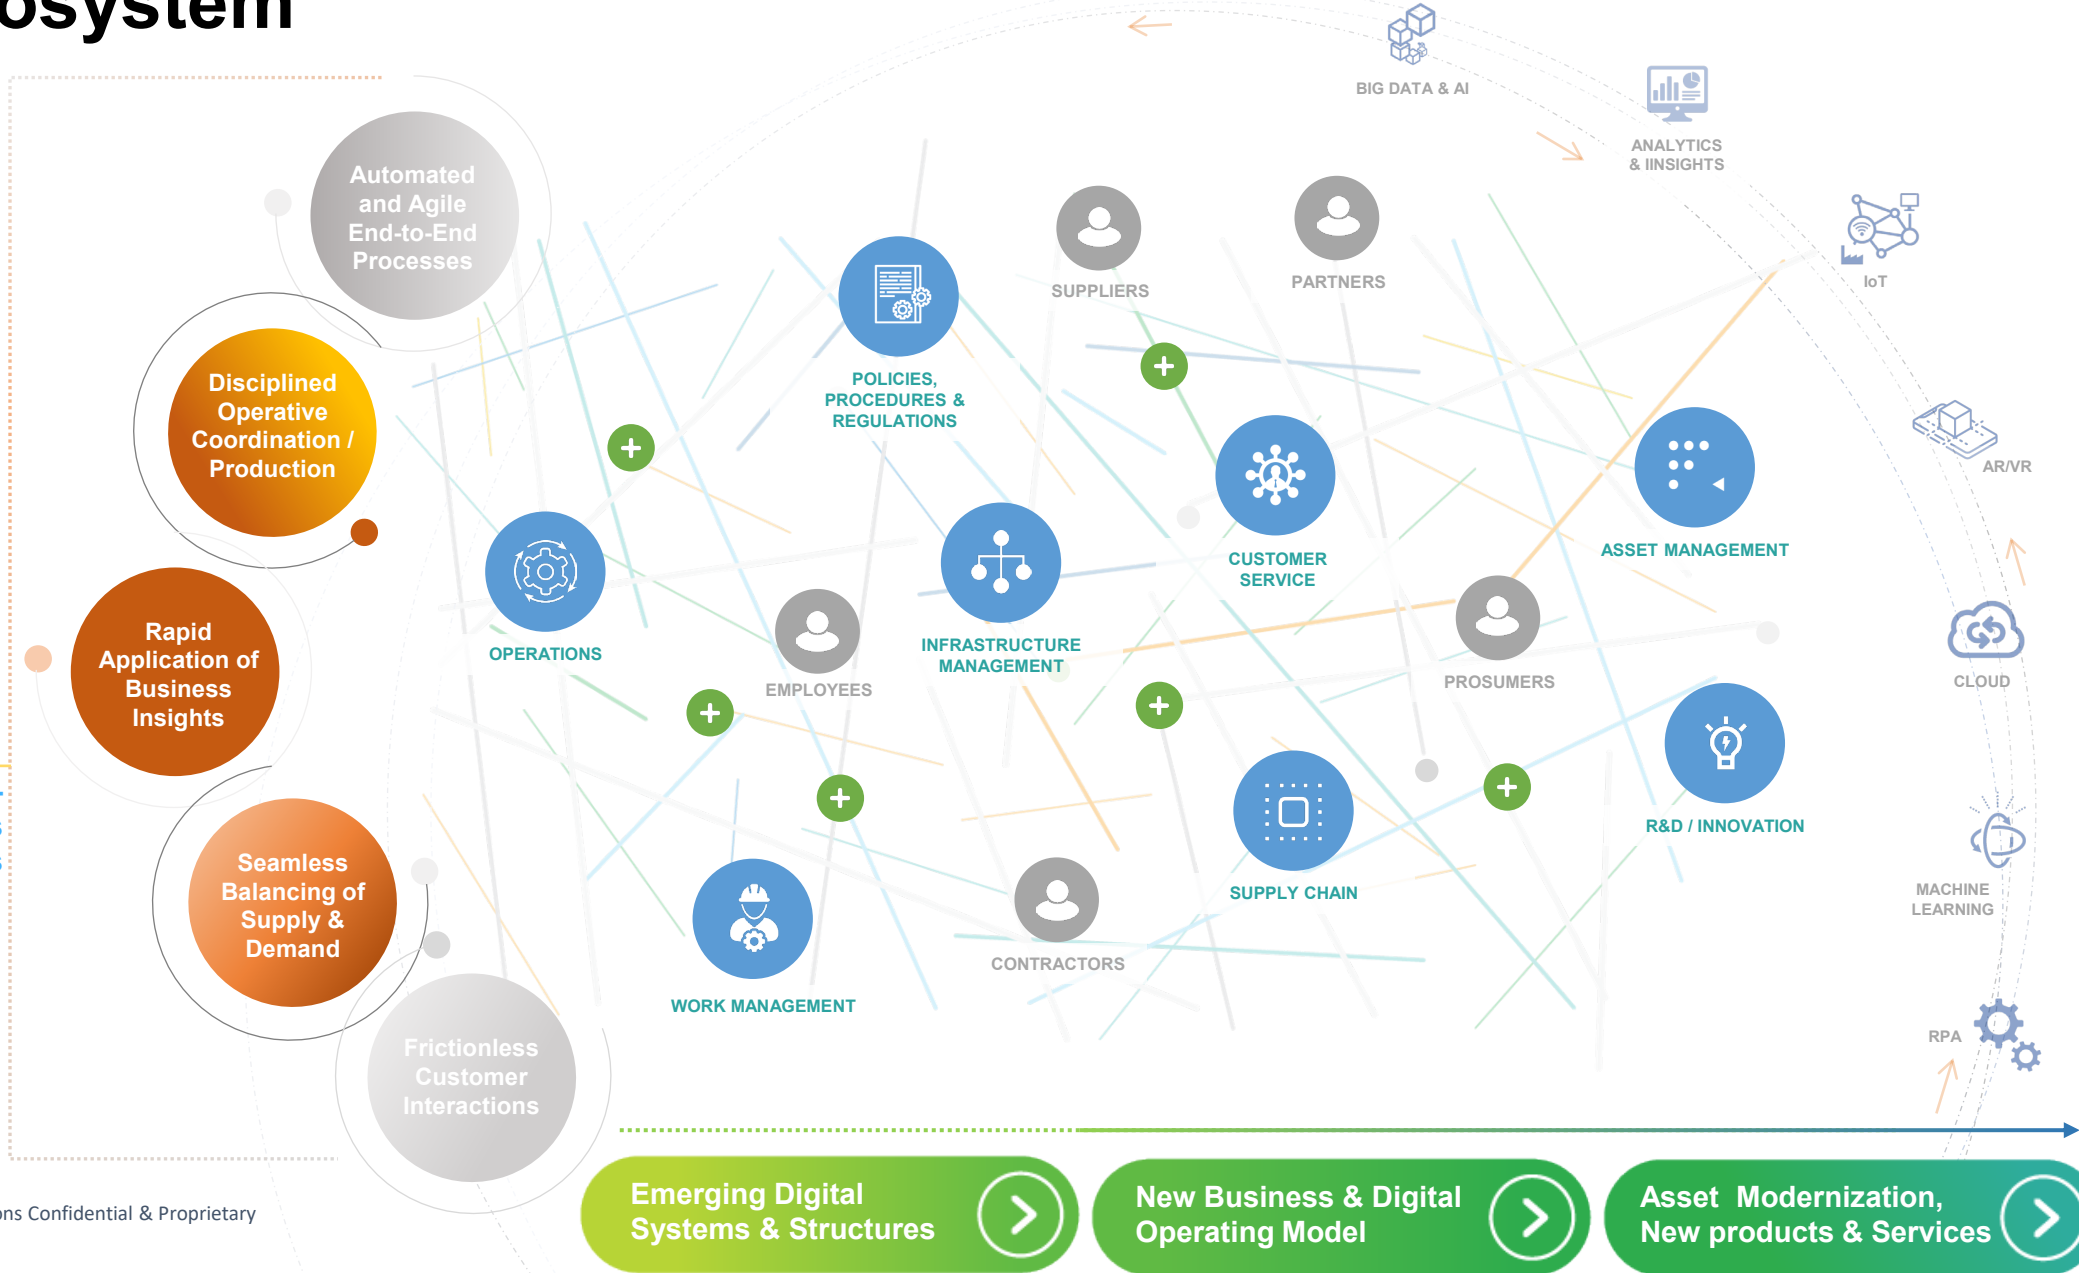 BIG DATA & AI
ANALYTICS
& IINSIGHTS
Automated
and Agile
End-to-End
Processes
SUPPLIERS
PARTNERS
IoT
Disciplined
Operative
Coordination /
Production
POLICIES,
PROCEDURES &
REGULATIONS
AR/VR
CUSTOMER
SERVICE
ASSET MANAGEMENT
Rapid
Application of
Business
Insights
OPERATIONS
EMPLOYEES
INFRASTRUCTURE
MANAGEMENT
PROSUMERS
CLOUD
R&D / INNOVATION
Seamless
Balancing of
Supply &
Demand
SUPPLY CHAIN
MACHINE
LEARNING
CONTRACTORS
WORK MANAGEMENT
RPA
Frictionless
Customer
Interactions
Emerging Digital
Systems & Structures
New Business & Digital
Operating Model
Asset Modernization,
New products & Services
Confidential & Proprietary